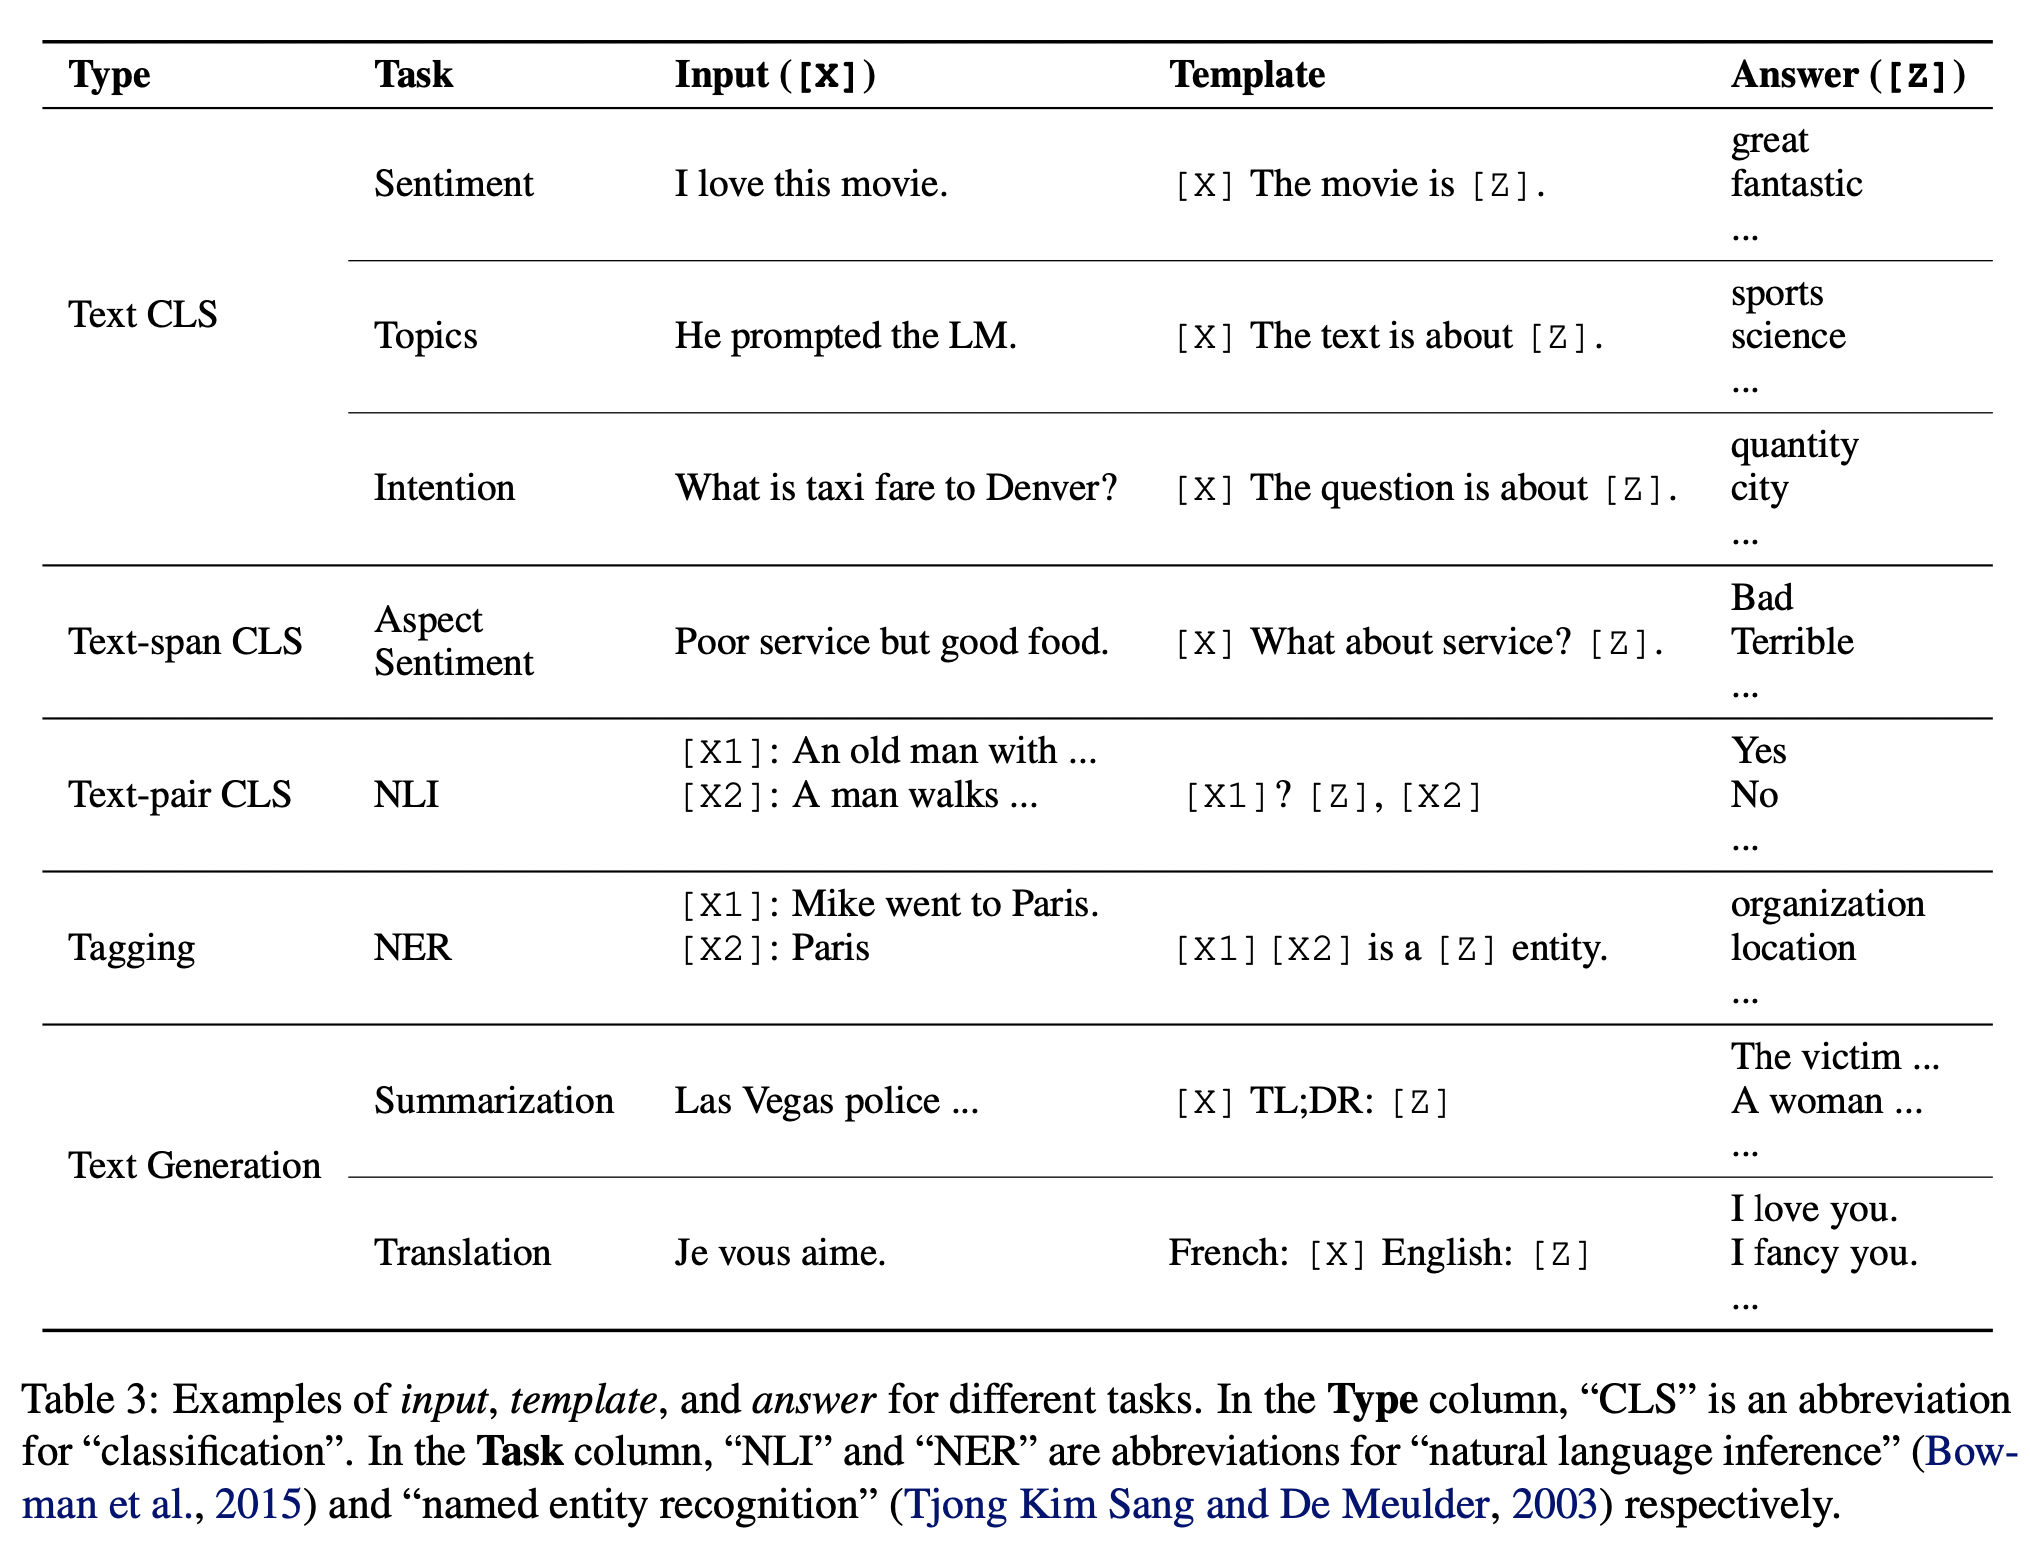 Type Task Input ([X]) Template Answer ([Z])
great
Sentiment I love this movie. [X] The movie is [Z]. fantastic
...
sports
Text CLS Topics He prompted the LM. [X] The text is about [Z]. science
...
quantity
Intention What is taxi fare to Denver? [X] The question is about [Z]. city
...
Bad
Text-span CLS Aspect Sentiment Poor service but good food. [X] What about service? [Z]. Terrible
...
[X1]: An old man with ... Yes
Text-pair CLS NLI [X2]: A man walks ... [X1]? [Z], [X2] No
...
[X1]: Mike went to Paris. organization
Tagging NER [X2]: Paris [X1][X2] is a [Z] entity. location
...
The victim ...
Summarization Las Vegas police ... [X] TL;DR: [Z] A woman ...
...
Text Generation
I love you.
Translation Je vous aime. French: [X] English: [Z] I fancy you.
...
Table 3: Examples of input, template, and answer for different tasks. In the Type column, “CLS” is an abbreviation
for “classification”. In the Task column, “NLI” and “NER” are abbreviations for “natural language inference” (Bow-
man et al., 2015) and “named entity recognition” (Tjong Kim Sang and De Meulder, 2003) respectively.